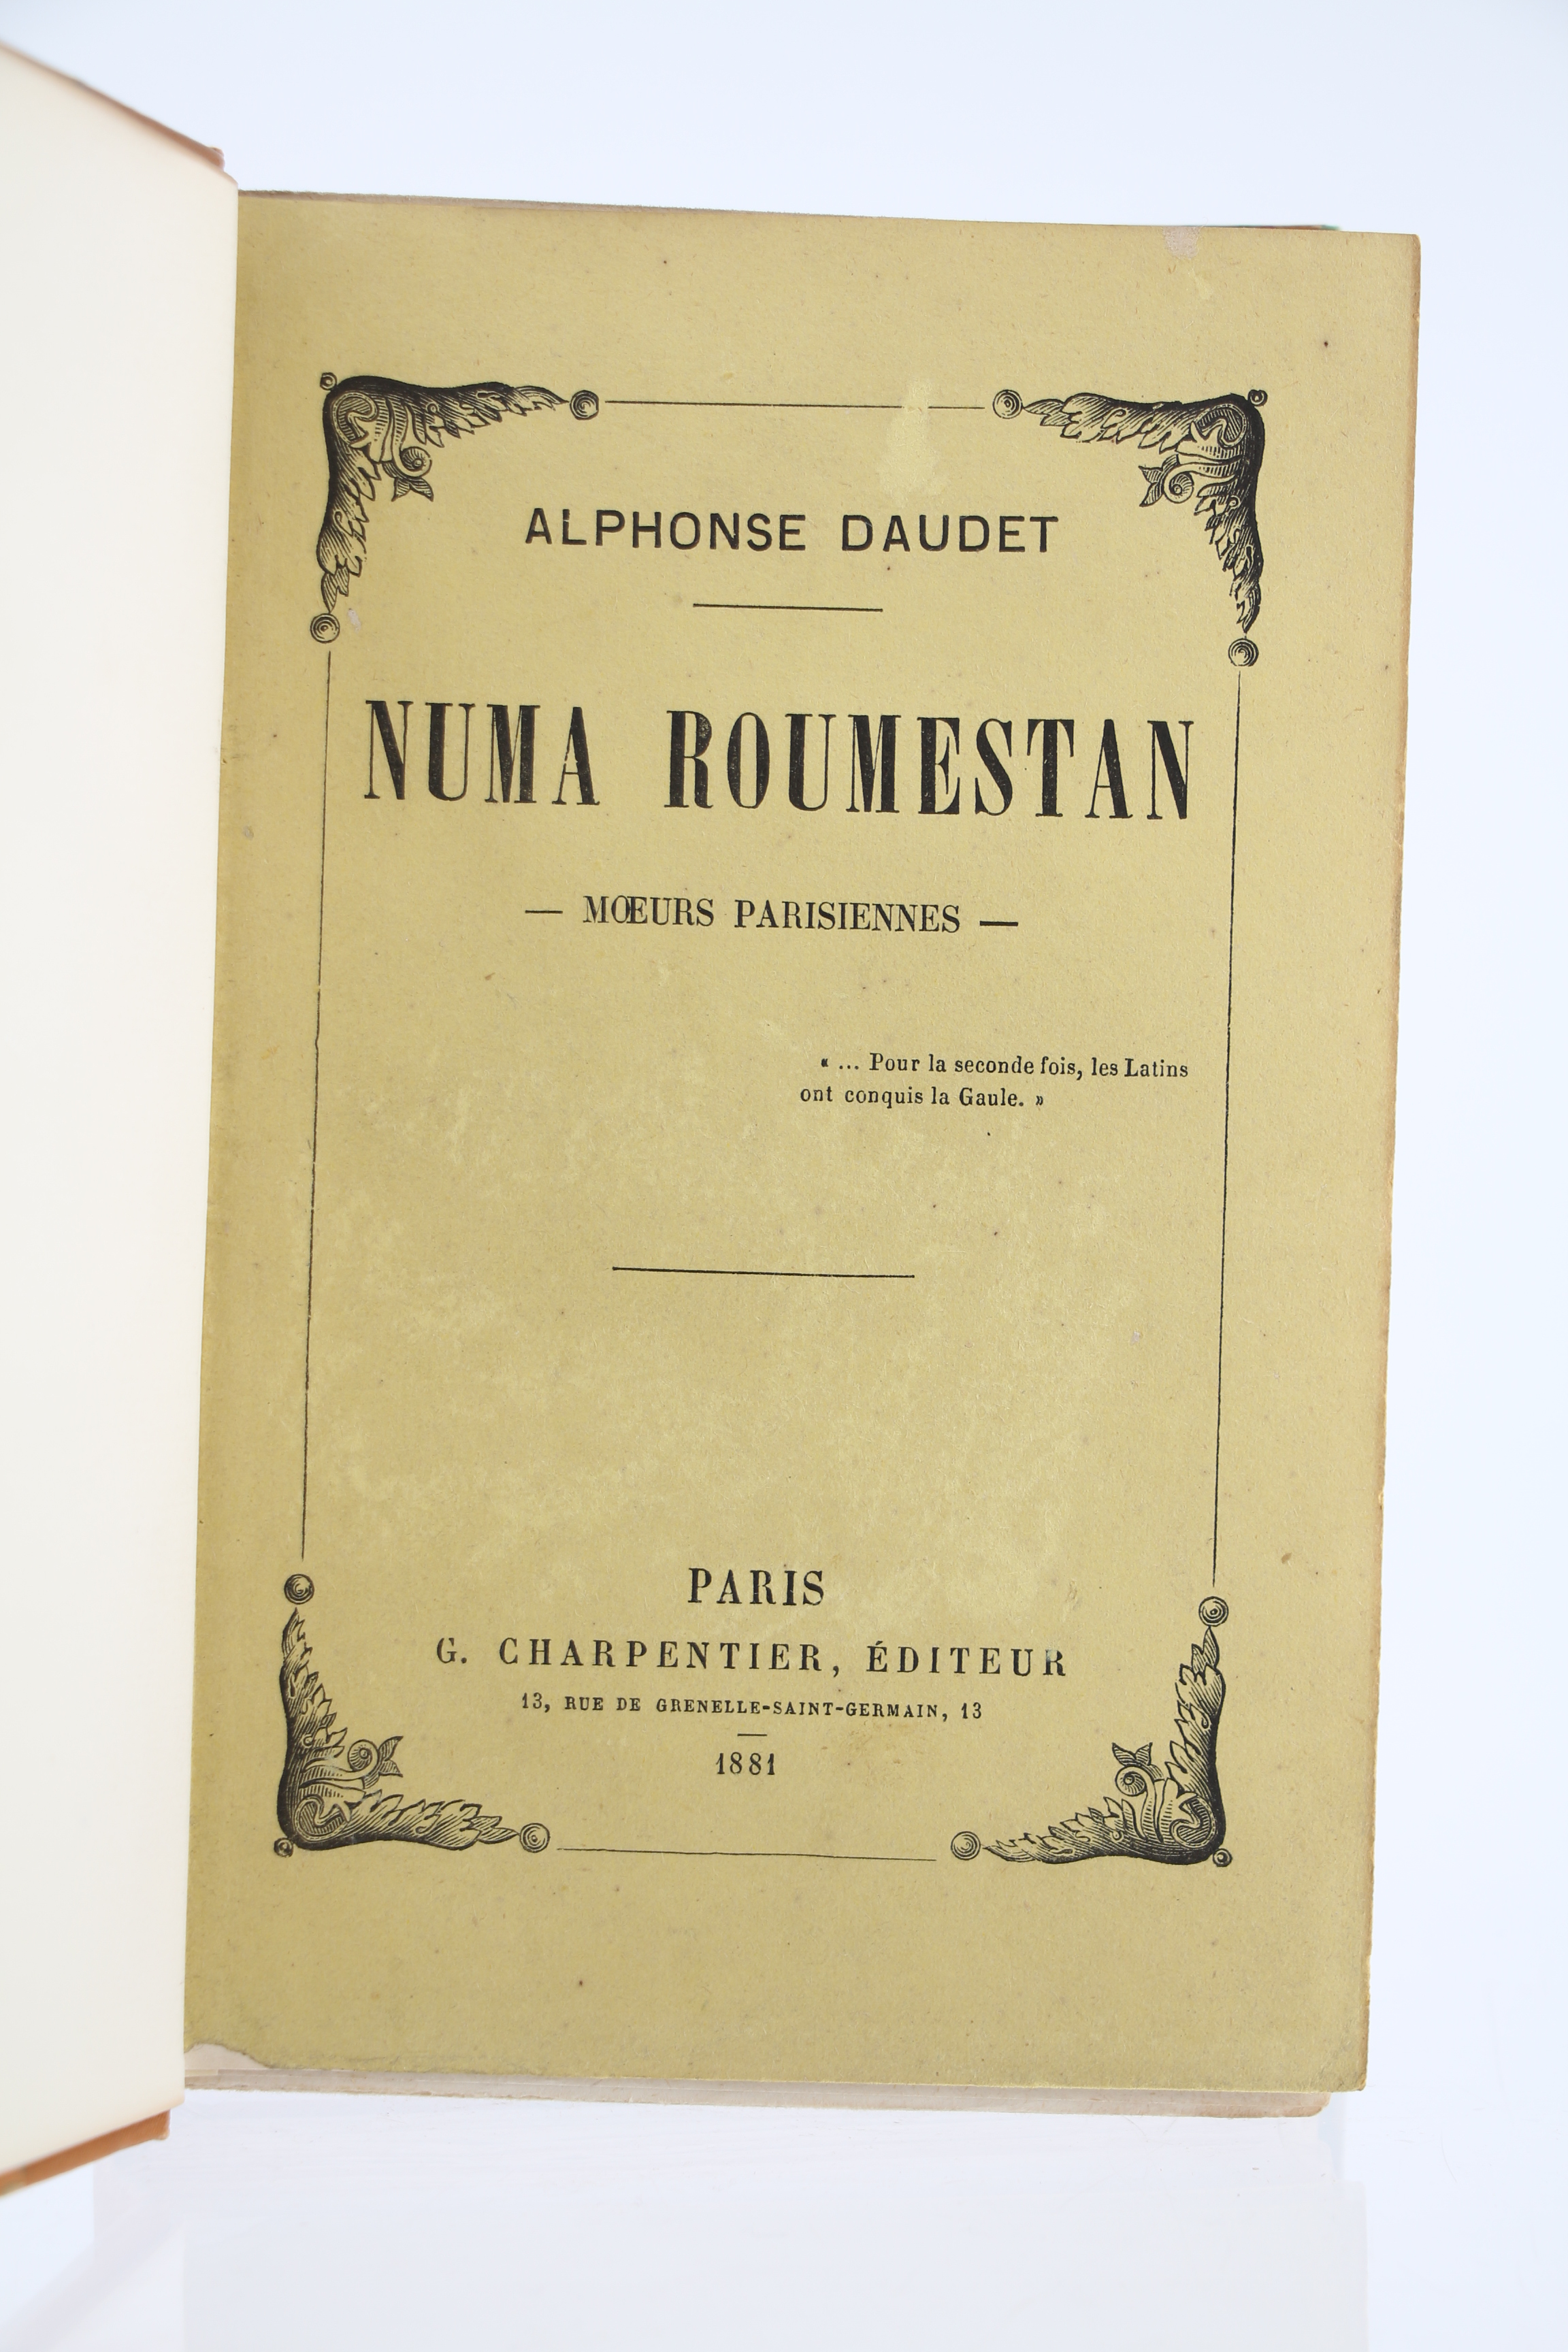 ALPHONSE DAUDET
NUMA ROUMESTAN
— MŒURS PARISIENNES —
« ... Pour la seconde fois, les Latins
ont conquis la Gaule. »
PARIS
G. CHARPENTIER, ÉDITEUR
13, RUE DE GRENELLE-SAINT-GERMAIN, 13
1881